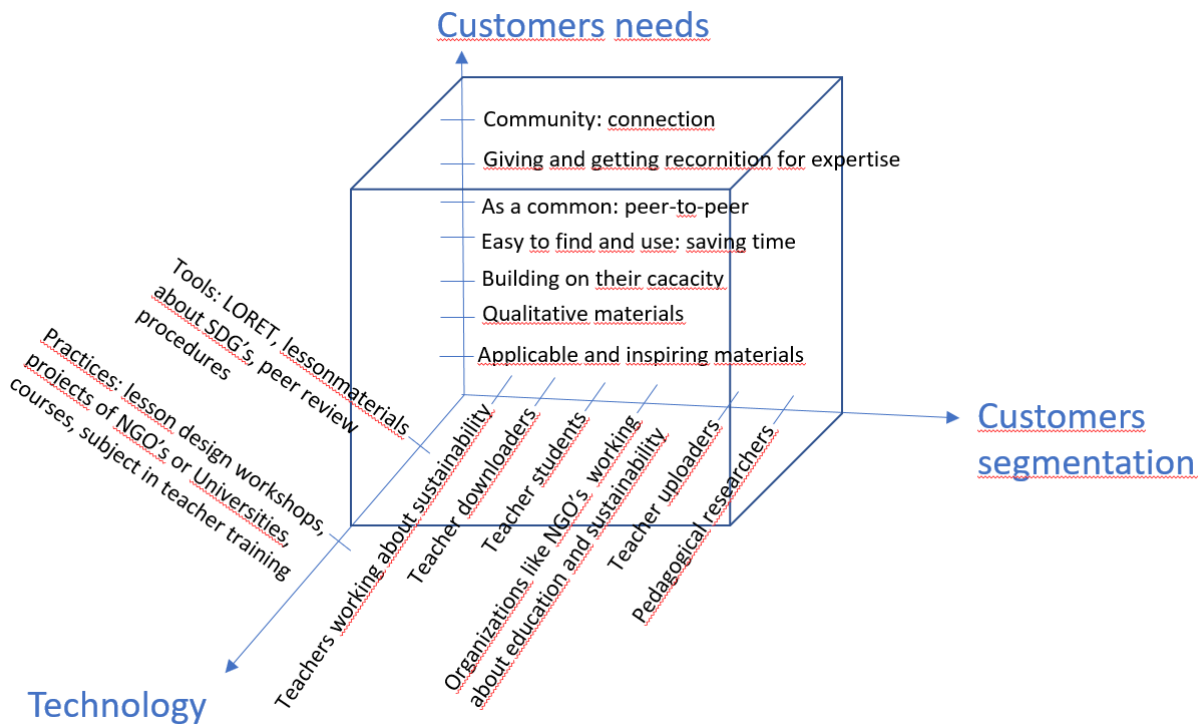 Customers needs
Community: connection
Giving and getting recornition for expertise
As a common: peer-to-peer
Easy to find and use: saving time
Building on their cacacity
Qualitative materials
Applicable and inspiring materials
Tools: LORET, lessonmaterials
about SDG's, peer review
procedures
Practices: lesson design workshops,
projects of NGO's or Universities,
courses, subject in teacher training
Technology
Teachers working about sustainability
Teacher downloaders
Teacher students
Organizations like NGO's working
about education and sustainability
Teacher uploaders
Pedagogical researchers
Customers
segmentation